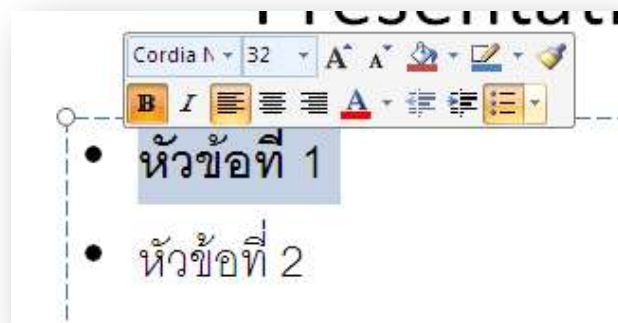 Presentati
Cordia N 32 A A
B I A
• หัวข้อที่ 1
• หัวข้อที่ 2